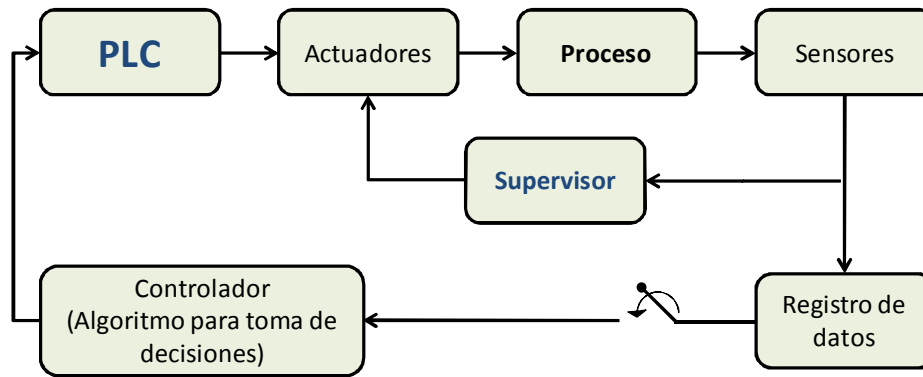 PLC
Actuadores
Proceso
Sensores
Supervisor
Controlador
(Algoritmo para toma de
decisiones)
Registro de
datos